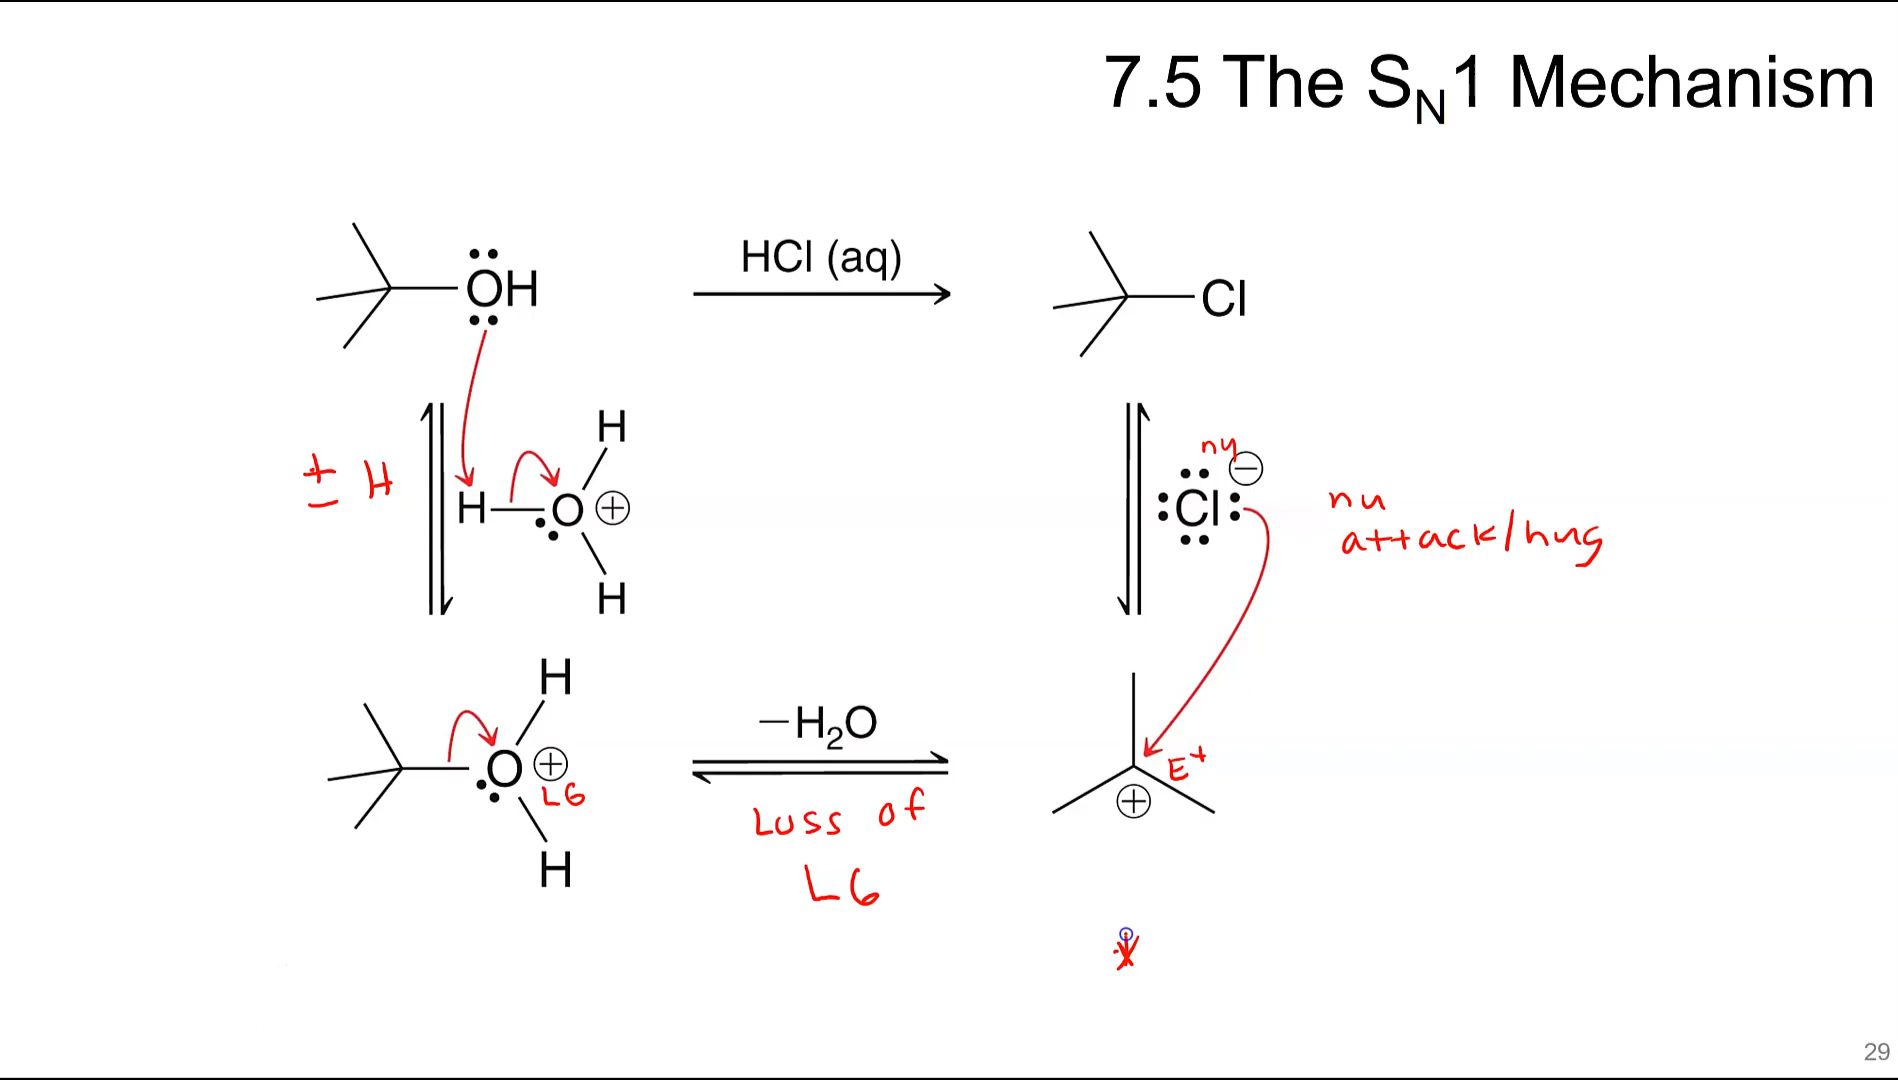 7.5 The SN1 Mechanism
OH
HCl (aq)
Cl
± H
H
H
O
⊕
H
nu
⊖
:Cl:
nu
attack/hug
H
O
⊕
LG
H
–H2O
Loss of
LG
E+
⊕
29